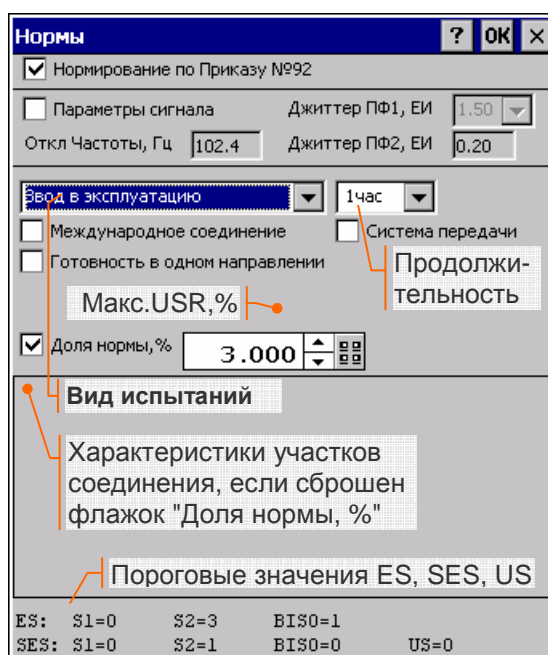 Нормы ? OK ×
Нормирование по Приказу №92
Параметры сигнала Джиттер ПФ1, ЕИ 1.50
Откл Частоты, Гц 102.4 Джиттер ПФ2, ЕИ 0.20
Ввод в эксплуатацию 1час
Международное соединение Система передачи
Готовность в одном направлении
Продолжи-
тельность
Макс.USR,%
Доля нормы,% 3.000
Вид испытаний
Характеристики участков
соединения, если сброшен
флажок "Доля нормы, %"
Пороговые значения ES, SES, US
ES: S1=0 S2=3 BISO=1
SES: S1=0 S2=1 BISO=0 US=0